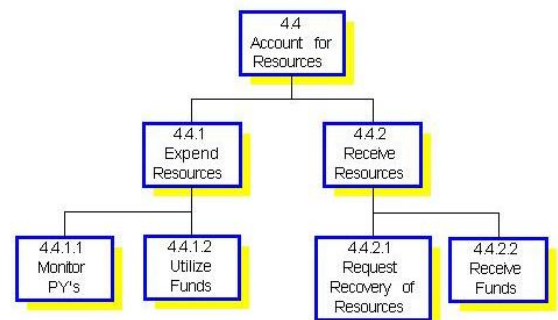 4.4
Account for
Resources
4.4.1
Expend
Resources
4.4.2
Receive
Resources
4.4.1.1
Monitor
PY's
4.4.1.2
Utilize
Funds
4.4.2.1
Request
Recovery of
Resources
4.4.2.2
Receive
Funds